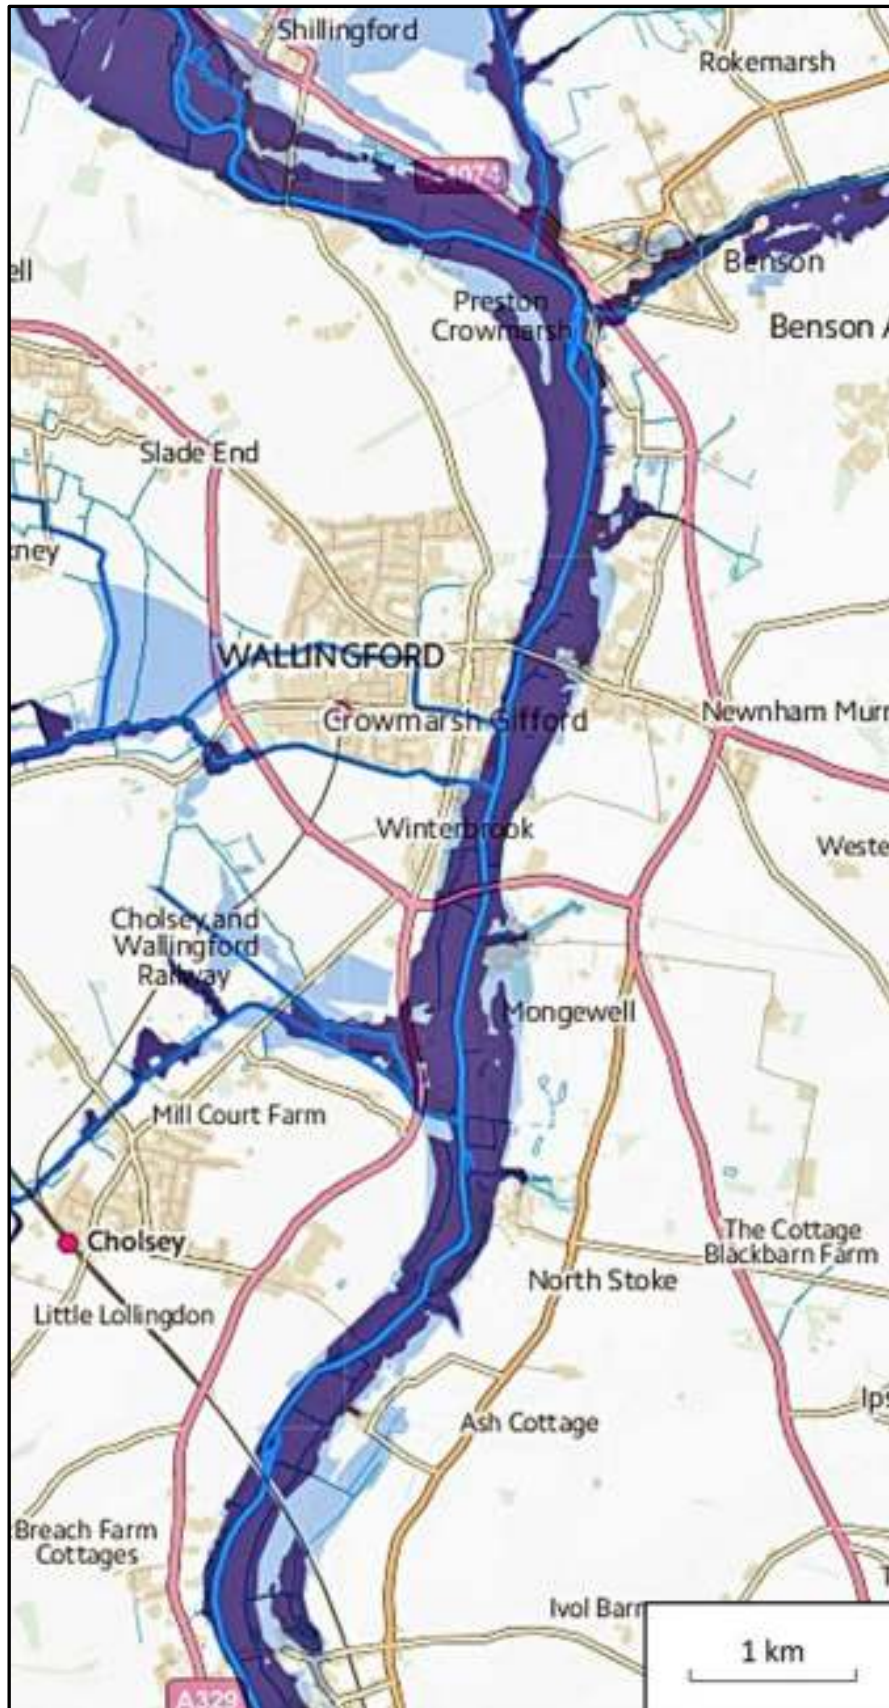 Shillingford
Rokemarsh
Benson
ell
Preston
Crowmarsh
Benson A
Slade End
WALLINGFORD
Crowmarsh Gifford
Newnham Murr
Winterbrook
Weste
Cholsey and
Wallingford
Railway
Mongewell
Mill Court Farm
The Cottage
Blackbarn Farm
Cholsey
North Stoke
Little Lollingdon
Ips
Ash Cottage
Breach Farm
Cottages
Ivol Barn
1 km
A329